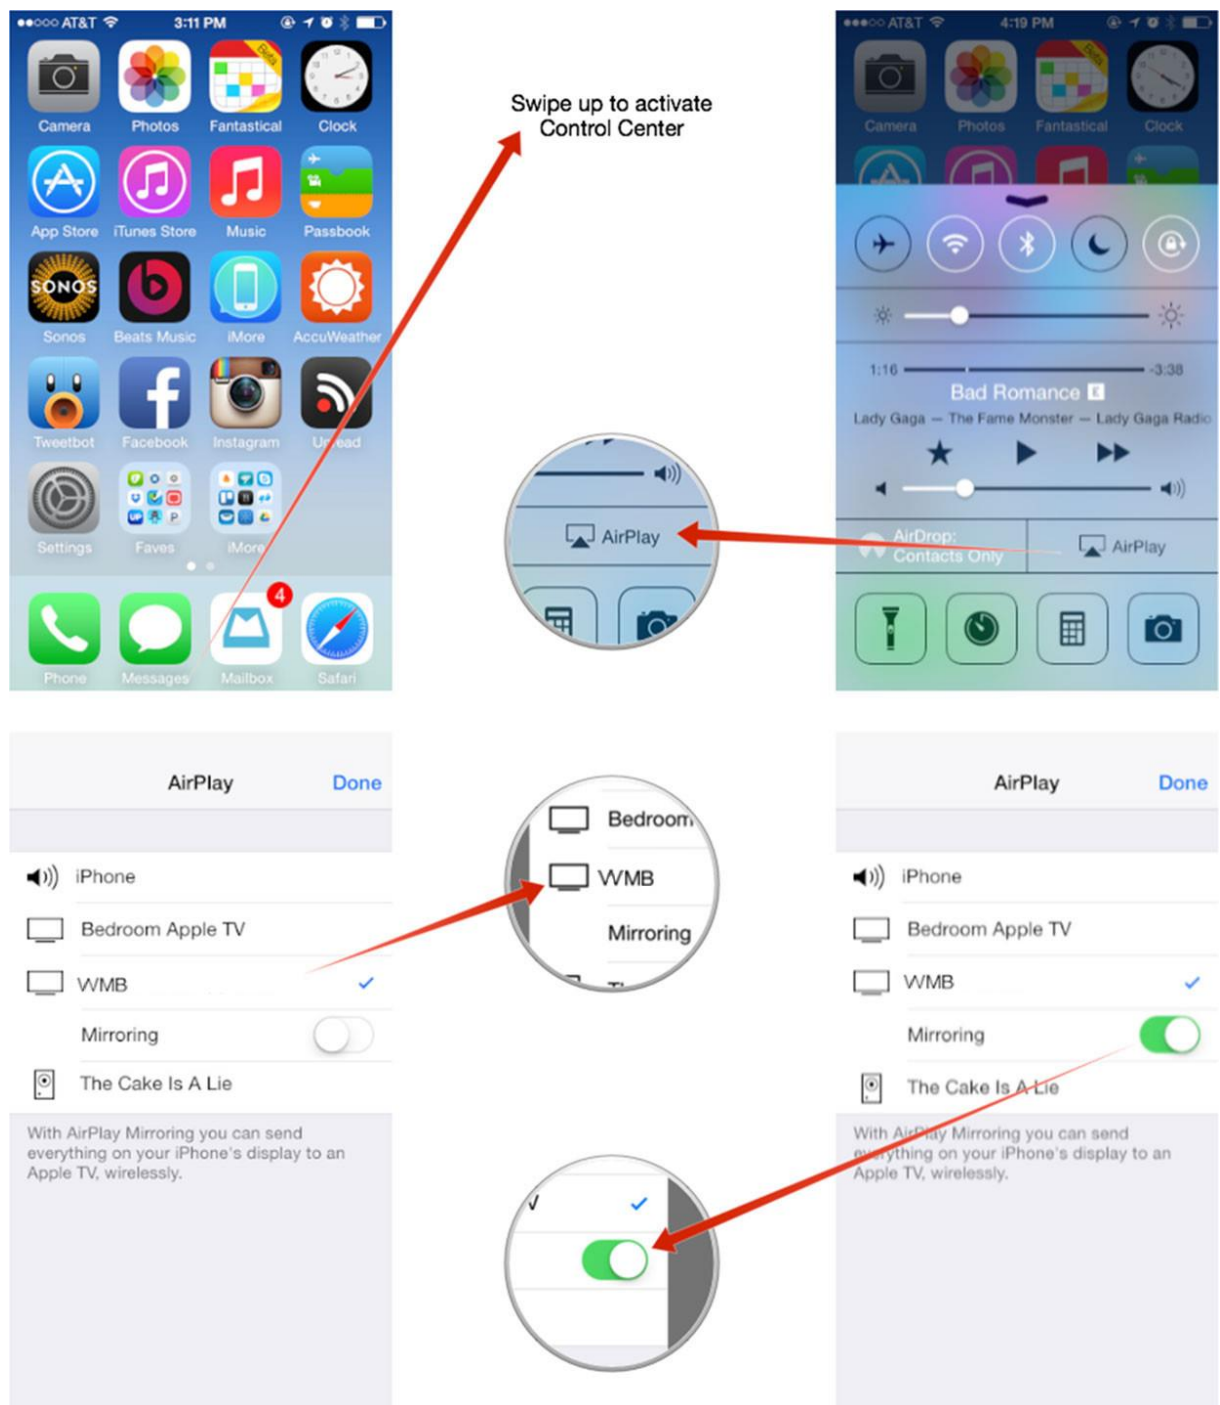 AT&T 3:11 PM
Camera Photos Fantastical Clock
Beta
App Store iTunes Store Music Passbook
SONOS
Sonos Beats Music iMore AccuWeather
Tweetbot Facebook Instagram Unread
UP P
Settings Faves iMore
4
Phone Messages Mailbox Safari
Swipe up to activate
Control Center
AirPlay
AT&T 4:19 PM
Camera Photos Fantastical Clock
Beta
1:16 -3:38
Bad Romance E
Lady Gaga — The Fame Monster — Lady Gaga Radio
AirDrop:
Contacts Only
AirPlay
AirPlay Done
iPhone
Bedroom Apple TV
WMB
Mirroring
The Cake Is A Lie
With AirPlay Mirroring you can send
everything on your iPhone's display to an
Apple TV, wirelessly.
Bedroom
WMB
Mirroring
AirPlay Done
iPhone
Bedroom Apple TV
WMB
Mirroring
The Cake Is A Lie
With AirPlay Mirroring you can send
everything on your iPhone's display to an
Apple TV, wirelessly.